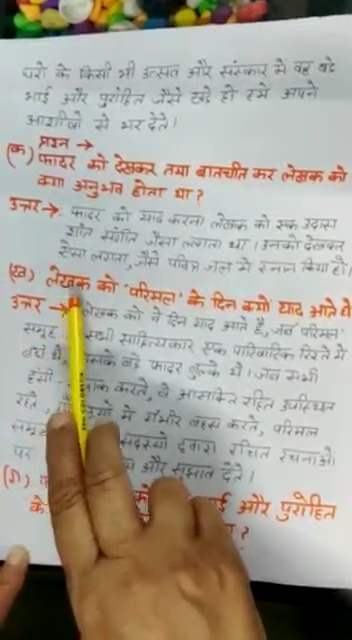 घरो के किसी भी उत्सव और संस्कार में वह बड़े
भाई और पुरोहित जैसे खड़े हो हमें अपने
आशीषो से भर देते।
प्रश्न →
(क) फादर को देखकर तथा बातचीत कर लेखक को
क्या अनुभव होता था?
उत्तर → फादर को याद करना लेखक को एक उदास
शांत संगीत जैसा लगता था। उनको देखकर
ऐसा लगता, जैसे पवित्र जल में स्नान किया हो।
(ख) लेखक को 'परिमल' के दिन क्यो याद आते थे
उत्तर → लेखक को वे दिन याद आते है, जब परिमल
समूह सभी साहित्यकार एक पारिवारिक रिश्ते में
बंधे थे, जिसके बड़े फादर बुल्के थे। जब सभी
हंसी करते, वे आसक्ति रहित उपस्थित
रहते में गंभीर बहस करते, परिमल
समूह सदस्यो द्वारा रचित रचनाओ
पर और सुझाव देते।
(ग) को भाई और पुरोहित
के ?